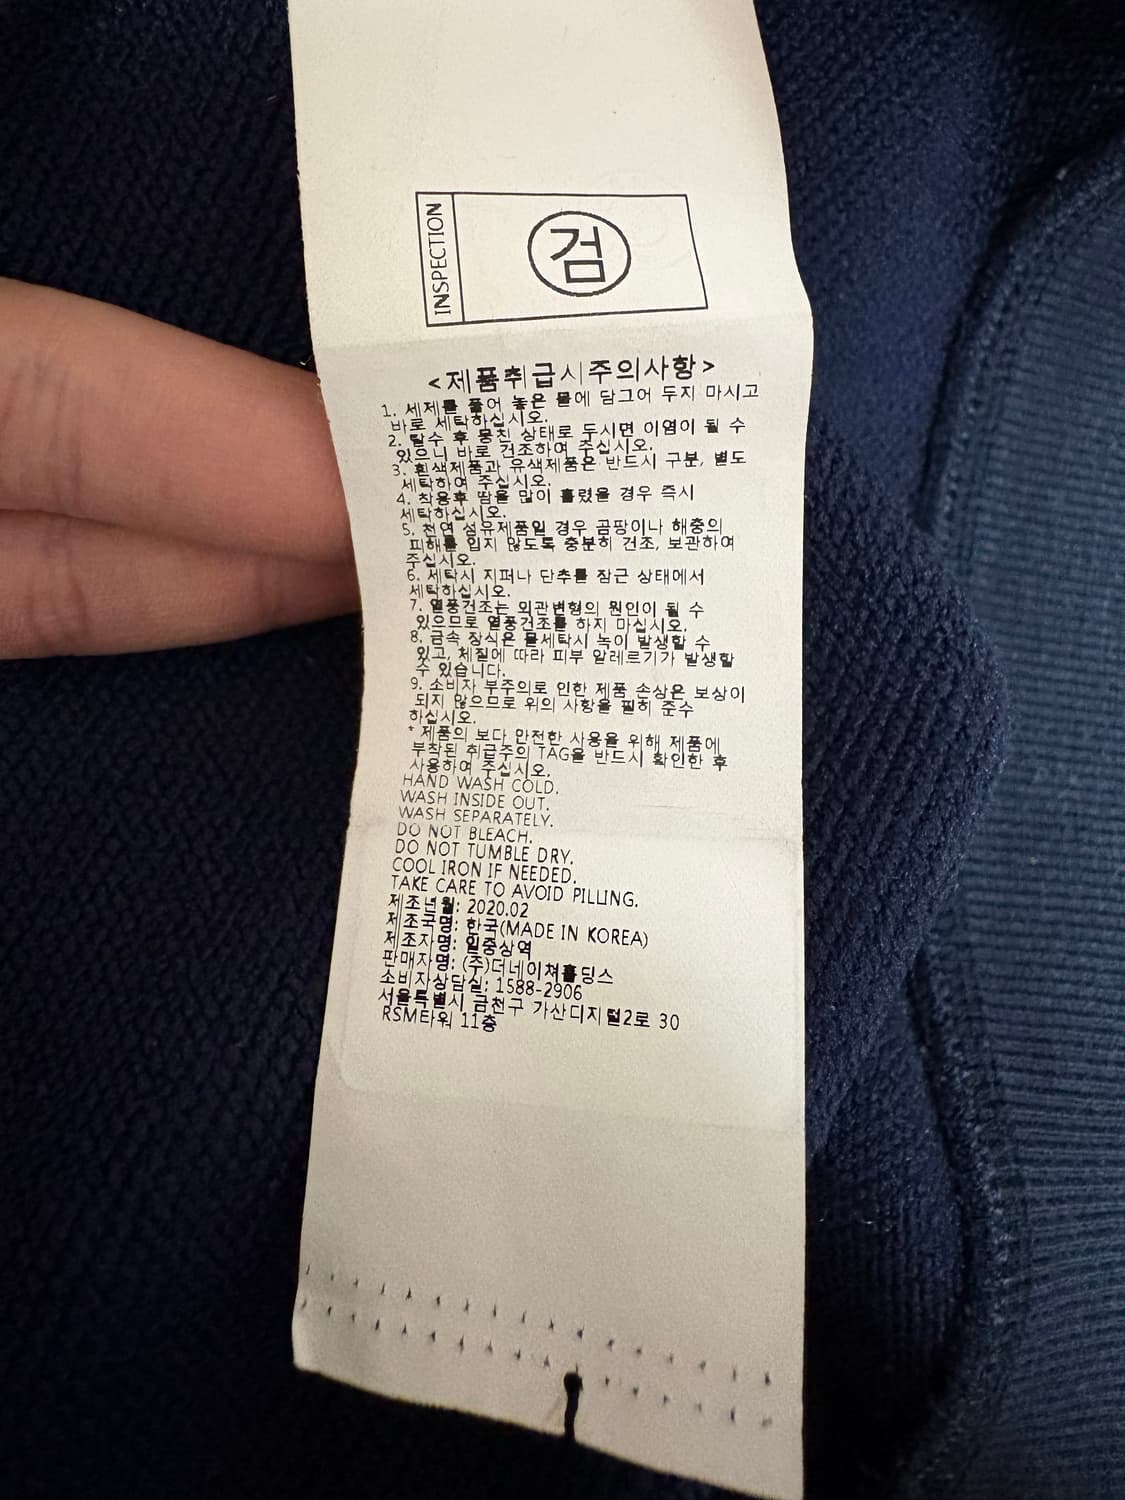 INSPECTION
검
<제품취급시주의사항>
1. 세제를 풀어 놓은 물에 담그어 두지 마시고
바로 세탁하십시오.
2. 탈수 후 뭉친 상태로 두시면 이염이 될 수
있으니 바로 건조하여 주십시오.
3. 흰색제품과 유색제품은 반드시 구분, 별도
세탁하여 주십시오.
4. 착용후 땀을 많이 흘렸을 경우 즉시
세탁하십시오.
5. 천연 섬유제품일 경우 곰팡이나 해충의
피해를 입지 않도록 충분히 건조, 보관하여
주십시오.
6. 세탁시 지퍼나 단추를 잠근 상태에서
세탁하십시오.
7. 열풍건조는 외관변형의 원인이 될 수
있으므로 열풍건조를 하지 마십시오.
8. 금속 장식은 물세탁시 녹이 발생할 수
있고, 체질에 따라 피부 알레르기가 발생할
수 있습니다.
9. 소비자 부주의로 인한 제품 손상은 보상이
되지 않으므로 위의 사항을 필히 준수
하십시오.
* 제품의 보다 안전한 사용을 위해 제품에
부착된 취급주의 TAG을 반드시 확인한 후
사용하여 주십시오.
HAND WASH COLD.
WASH INSIDE OUT.
WASH SEPARATELY.
DO NOT BLEACH.
DO NOT TUMBLE DRY.
COOL IRON IF NEEDED.
TAKE CARE TO AVOID PILLING.
제조년월: 2020.02
제조국명: 한국(MADE IN KOREA)
제조자명: 일중상역
판매자명: (주)더네이쳐홀딩스
소비자상담실: 1588-2906
서울특별시 금천구 가산디지털2로 30
RSM타워 11층